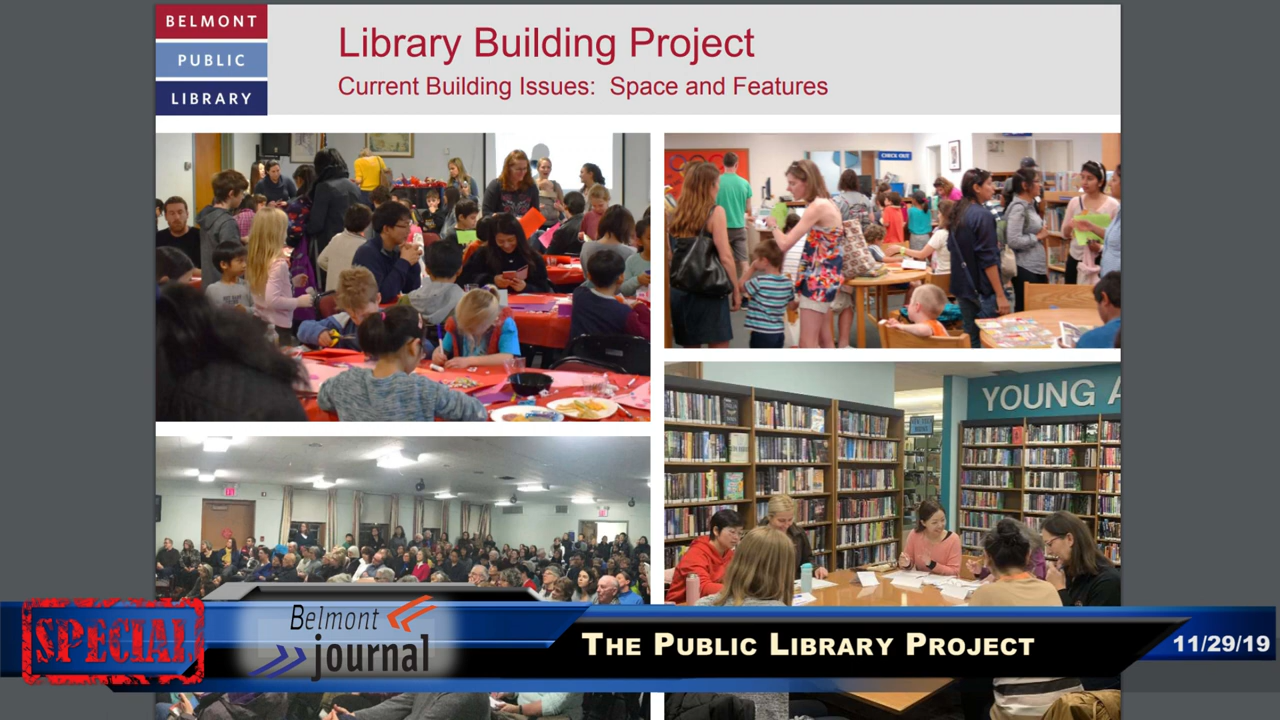 BELMONT
PUBLIC
LIBRARY
Library Building Project
Current Building Issues:  Space and Features
CHECK OUT
YOUNG A
SPECIAL
Belmont
journal
THE PUBLIC LIBRARY PROJECT
11/29/19